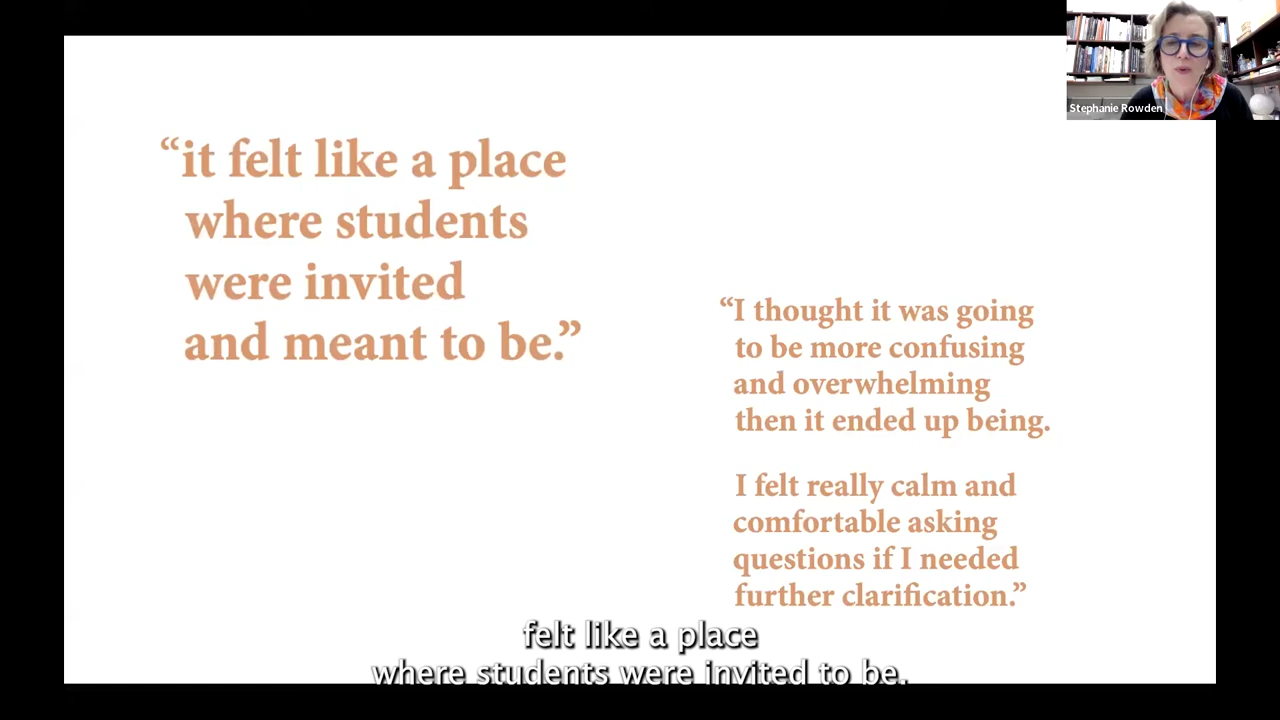 Stephanie Rowden
“it felt like a place
where students
were invited
and meant to be.”
“I thought it was going
to be more confusing
and overwhelming
then it ended up being.
I felt really calm and
comfortable asking
questions if I needed
further clarification.”
felt like a place
where students were invited to be.